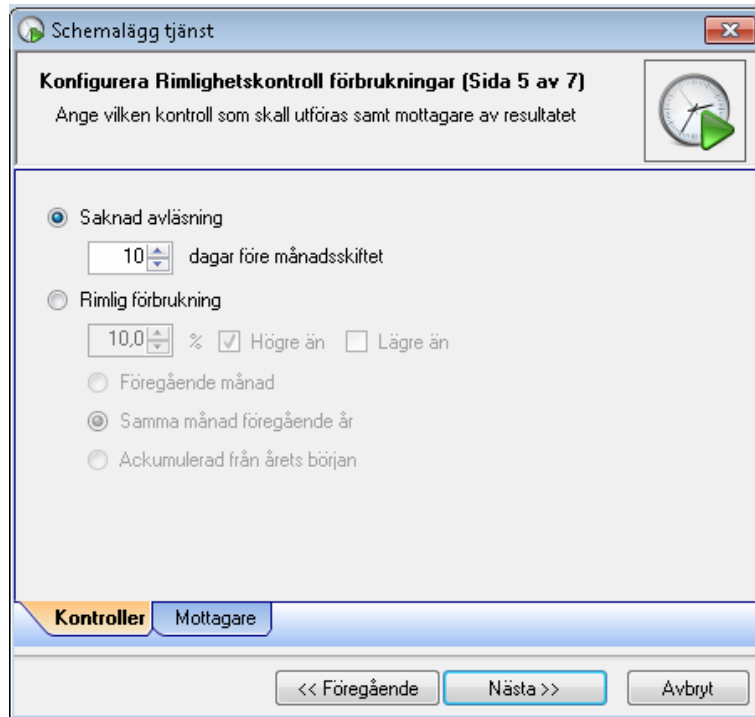 Schemalägg tjänst
Konfigurera Rimlighetskontroll förbrukningar (Sida 5 av 7)
Ange vilken kontroll som skall utföras samt mottagare av resultatet
Saknad avläsning
10 dagar före månadsskiftet
Rimlig förbrukning
10,0 % Högre än Lägre än
Föregående månad
Samma månad föregående år
Ackumulerad från årets början
Kontroller Mottagare
<< Föregående Nästa >> Avbryt